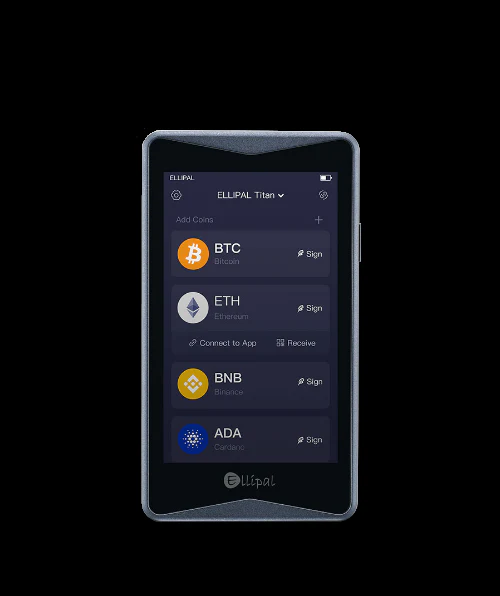 ELLIPAL
ELLIPAL Titan
Add Coins
BTC
Bitcoin
Sign
ETH
Ethereum
Sign
Connect to App
Receive
BNB
Binance
Sign
ADA
Cardano
Sign
Ellipal